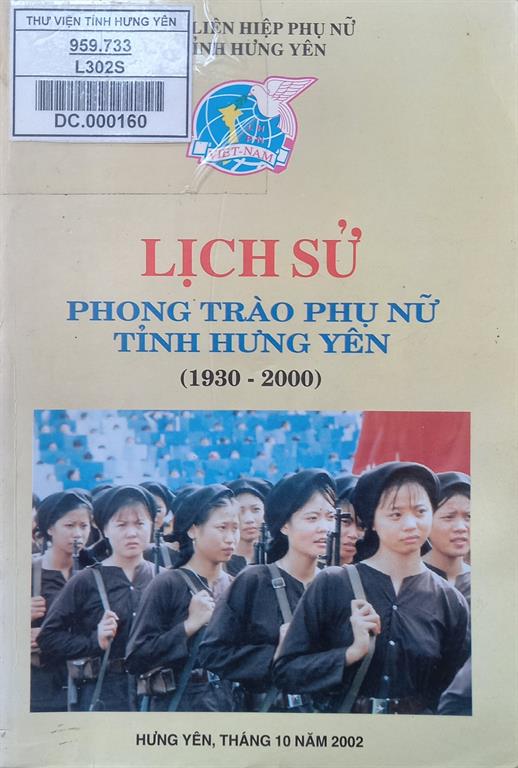 THƯ VIỆN TỈNH HƯNG YÊN
959.733
L302S
DC.000160
LIÊN HIỆP PHỤ NỮ
TỈNH HƯNG YÊN
VIỆT-NAM
LỊCH SỬ
PHONG TRÀO PHỤ NỮ
TỈNH HƯNG YÊN
(1930 - 2000)
HƯNG YÊN, THÁNG 10 NĂM 2002